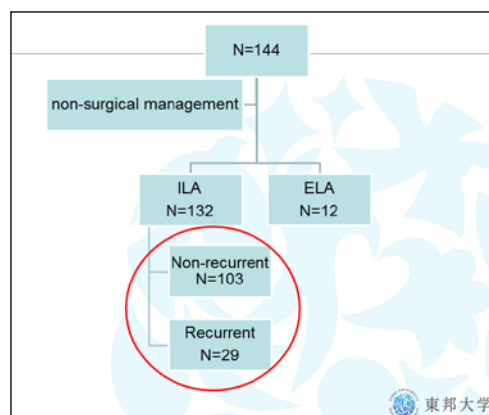 N=144
non-surgical management
ILA
N=132
ELA
N=12
Non-recurrent
N=103
Recurrent
N=29
東邦大学